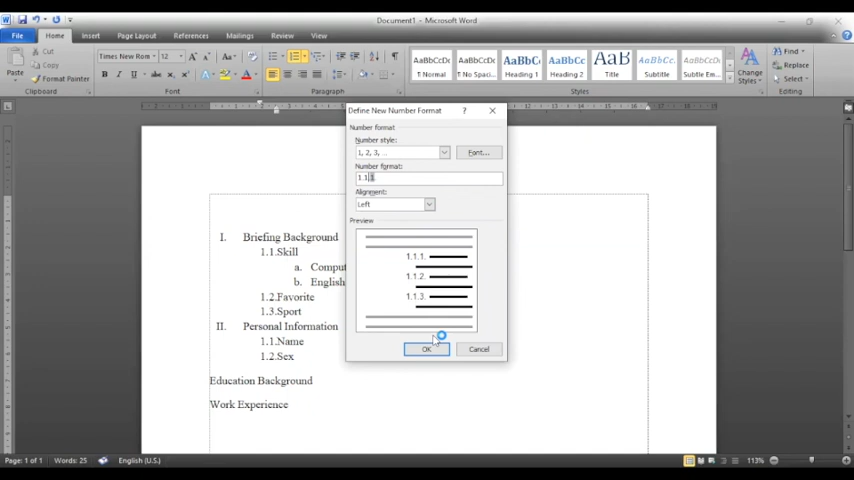 Document1 - Microsoft Word
File Home Insert Page Layout References Mailings Review View
Cut
Copy
Format Painter
Paste
Clipboard
Times New Rom 12
Font
Paragraph
AaBbCcDc AaBbCcDc AaBbC AaBbCc AaB AaBbCc. AaBbCcDc
¶ Normal ¶ No Spaci... Heading 1 Heading 2 Title Subtitle Subtle Em...
Change Styles
Styles
Find
Replace
Select
Editing
Define New Number Format
Number format
Number style:
1, 2, 3, ...
Font...
Number format:
1.1.1.
Alignment:
Left
Preview
1.1.1.
1.1.2.
1.1.3.
OK Cancel
I. Briefing Background
1.1.Skill
a. Comput
b. English
1.2.Favorite
1.3.Sport
II. Personal Information
1.1.Name
1.2.Sex
Education Background
Work Experience
Page: 1 of 1 Words: 25 English (U.S.) 113%